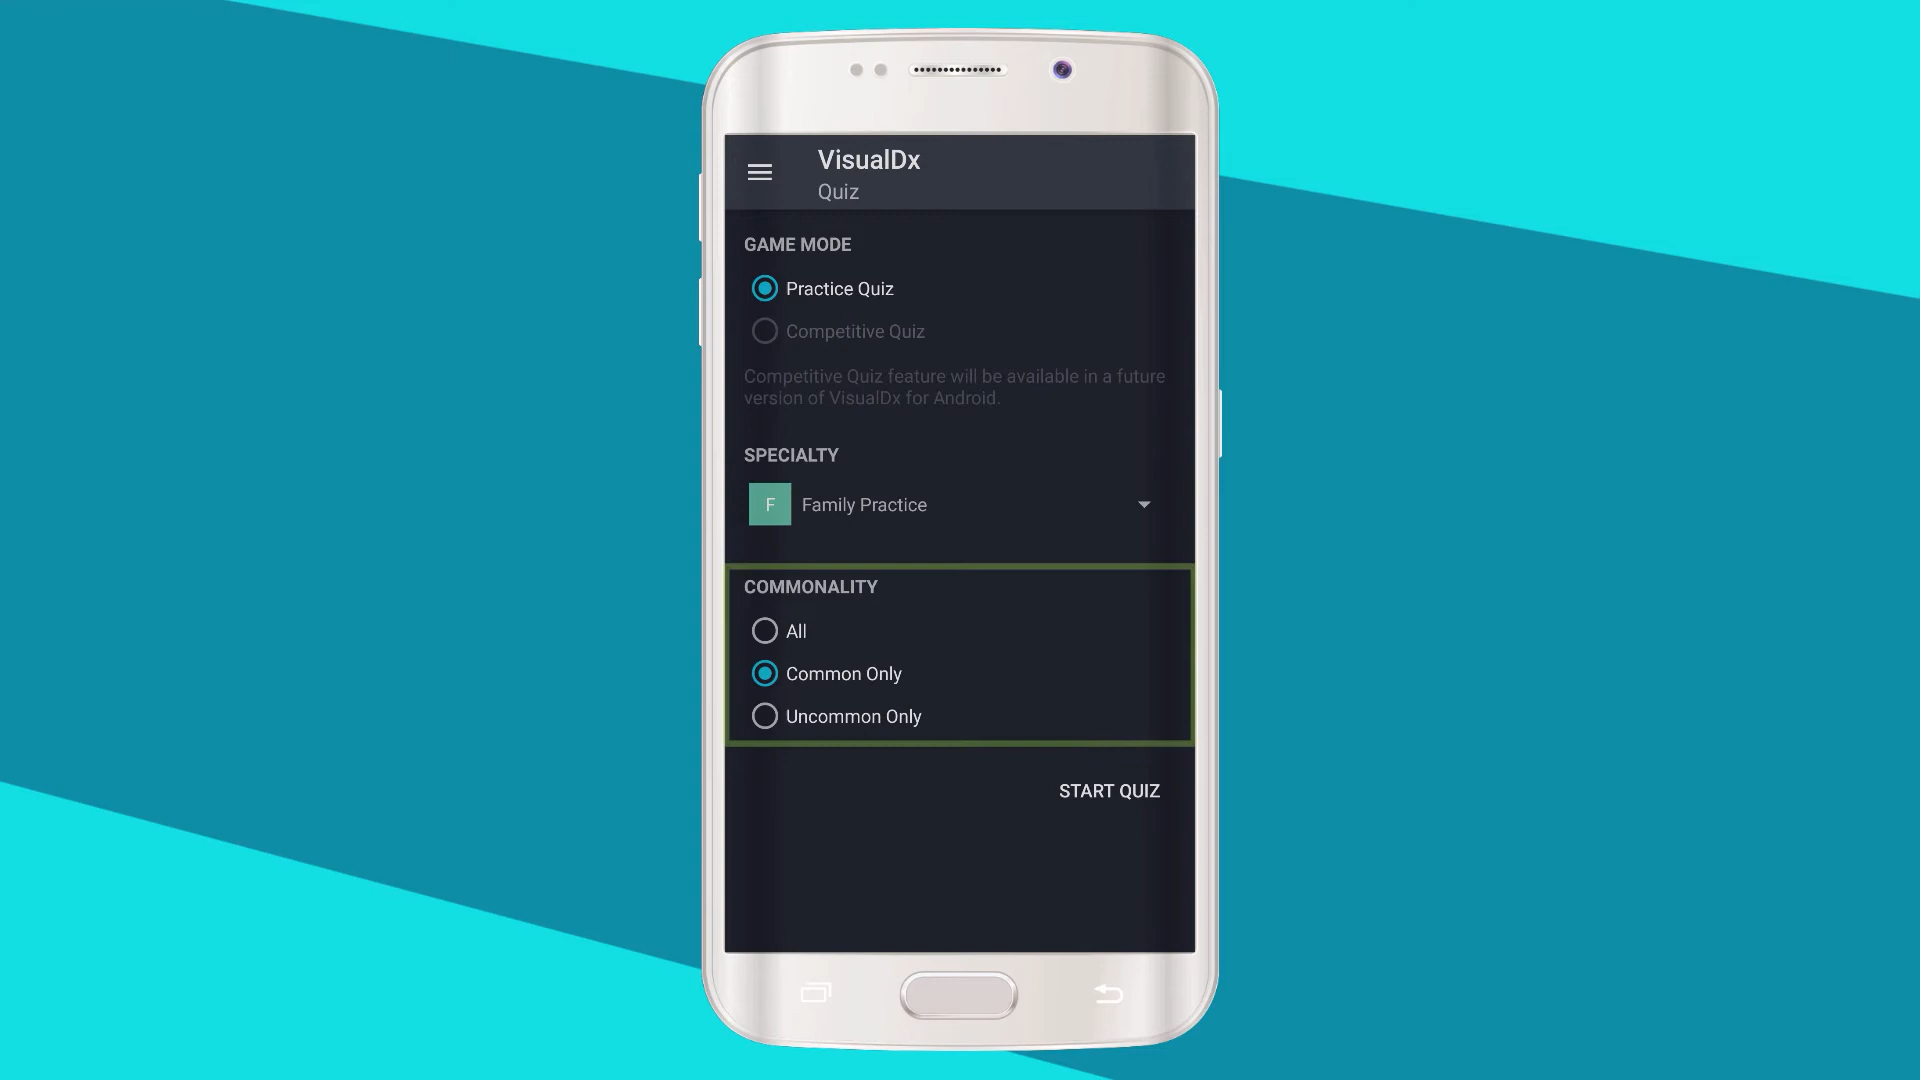 VisualDx
Quiz
GAME MODE
Practice Quiz
Competitive Quiz
Competitive Quiz feature will be available in a future
version of VisualDx for Android.
SPECIALTY
F Family Practice
COMMONALITY
All
Common Only
Uncommon Only
START QUIZ